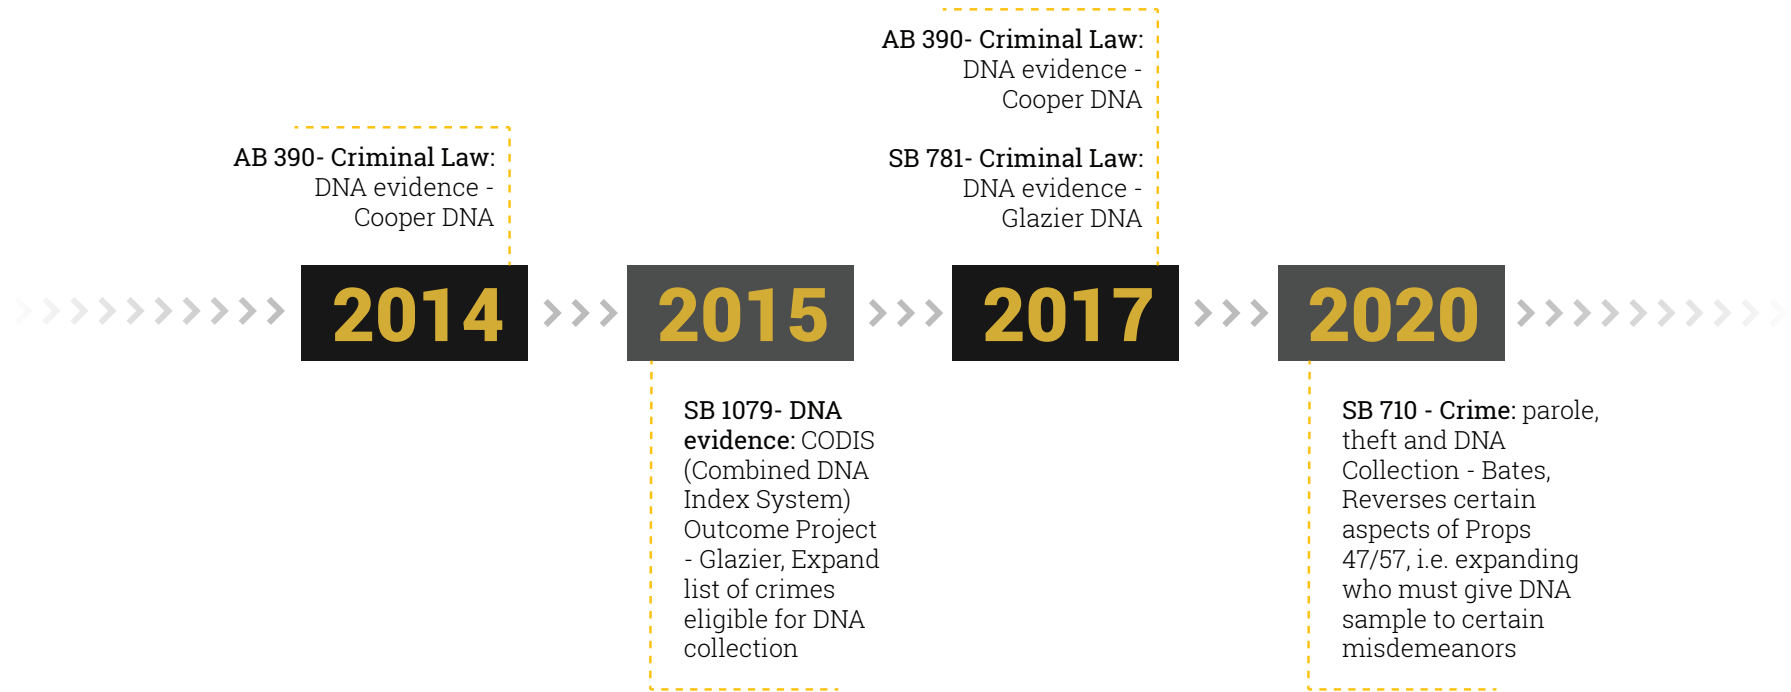 AB 390- Criminal Law:
DNA evidence -
Cooper DNA
2014
2015
SB 1079- DNA
evidence: CODIS
(Combined DNA
Index System)
Outcome Project
- Glazier, Expand
list of crimes
eligible for DNA
collection
AB 390- Criminal Law:
DNA evidence -
Cooper DNA
SB 781- Criminal Law:
DNA evidence -
Glazier DNA
2017
2020
SB 710 - Crime: parole,
theft and DNA
Collection - Bates,
Reverses certain
aspects of Props
47/57, i.e. expanding
who must give DNA
sample to certain
misdemeanors